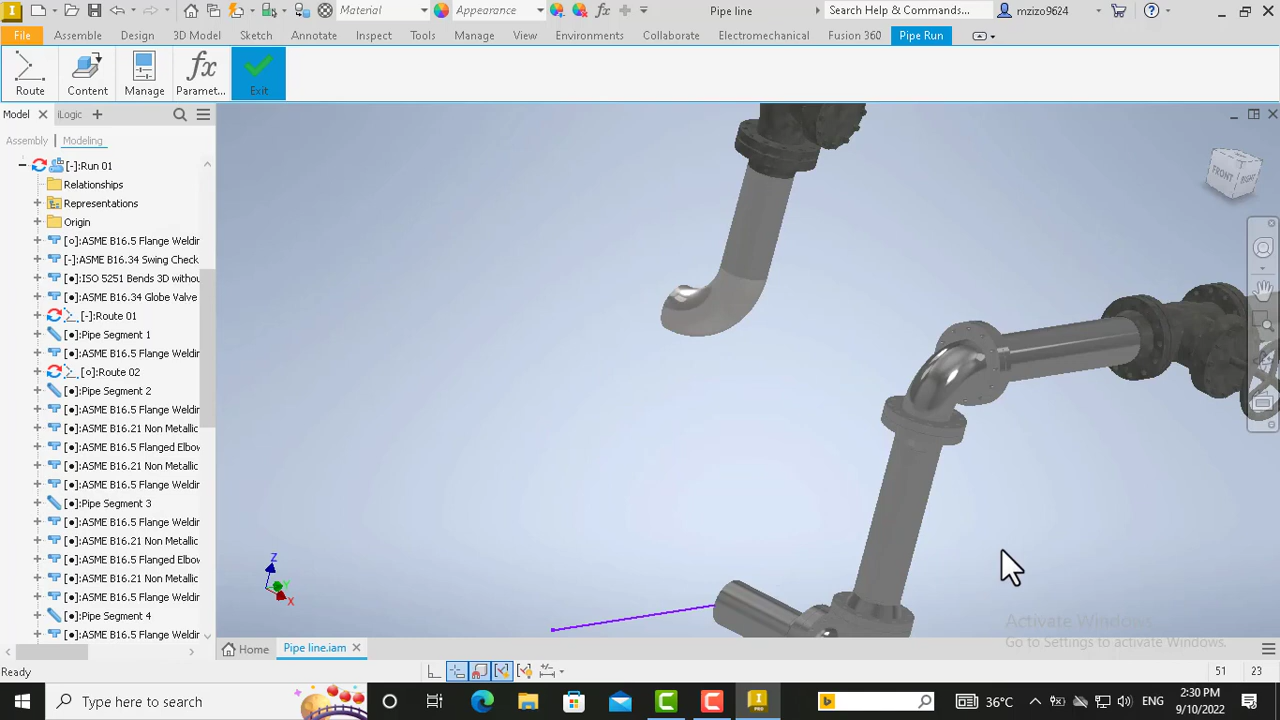 Material
Appearance
Pipe line
Search Help & Commands...
mzizo9624
File
Assembly
Design
3D Model
Sketch
Annotate
Inspect
Tools
Manage
View
Environments
Collaborate
Electromechanical
Fusion 360
Pipe Run
Route
Content
Manage
fx
Paramet...
Exit
Model
iLogic
Assembly
Modeling
[-]:Run 01
Relationships
Representations
Origin
[o]:ASME B16.5 Flange Weldir
[-]:ASME B16.34 Swing Check
[●]:ISO 5251 Bends 3D withou
[●]:ASME B16.34 Globe Valve
[-]:Route 01
[●]:Pipe Segment 1
[●]:ASME B16.5 Flange Weldir
[o]:Route 02
[●]:Pipe Segment 2
[●]:ASME B16.5 Flange Weldir
[●]:ASME B16.21 Non Metallic
[●]:ASME B16.5 Flanged Elbov
[●]:ASME B16.21 Non Metallic
[●]:ASME B16.5 Flange Weldir
[●]:Pipe Segment 3
[●]:ASME B16.5 Flange Weldir
[●]:ASME B16.21 Non Metallic
[●]:ASME B16.5 Flanged Elbov
[●]:ASME B16.21 Non Metallic
[●]:ASME B16.5 Flange Weldir
[●]:Pipe Segment 4
[●]:ASME B16.5 Flange Weldir
FRONT
RIGHT
Z
Y
X
Activate Windows
Go to Settings to activate Windows.
Home
Pipe line.iam
Ready
51
23
Type here to search
PRO
36°C
ENG
2:30 PM
9/10/2022